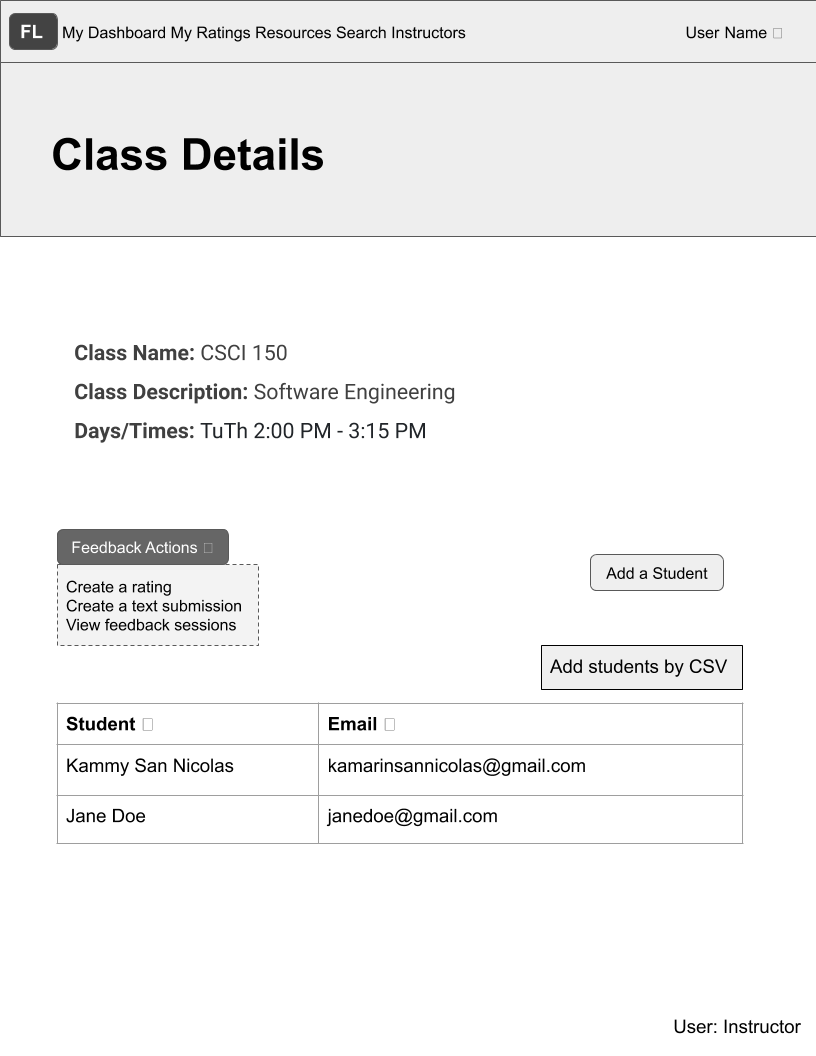 FL My Dashboard My Ratings Resources Search Instructors User Name
Class Details
Class Name: CSCI 150
Class Description: Software Engineering
Days/Times: TuTh 2:00 PM - 3:15 PM
Feedback Actions
Create a rating
Create a text submission
View feedback sessions
Add a Student
Add students by CSV
Student Email
Kammy San Nicolas kamarinsannicolas@gmail.com
Jane Doe janedoe@gmail.com
User: Instructor